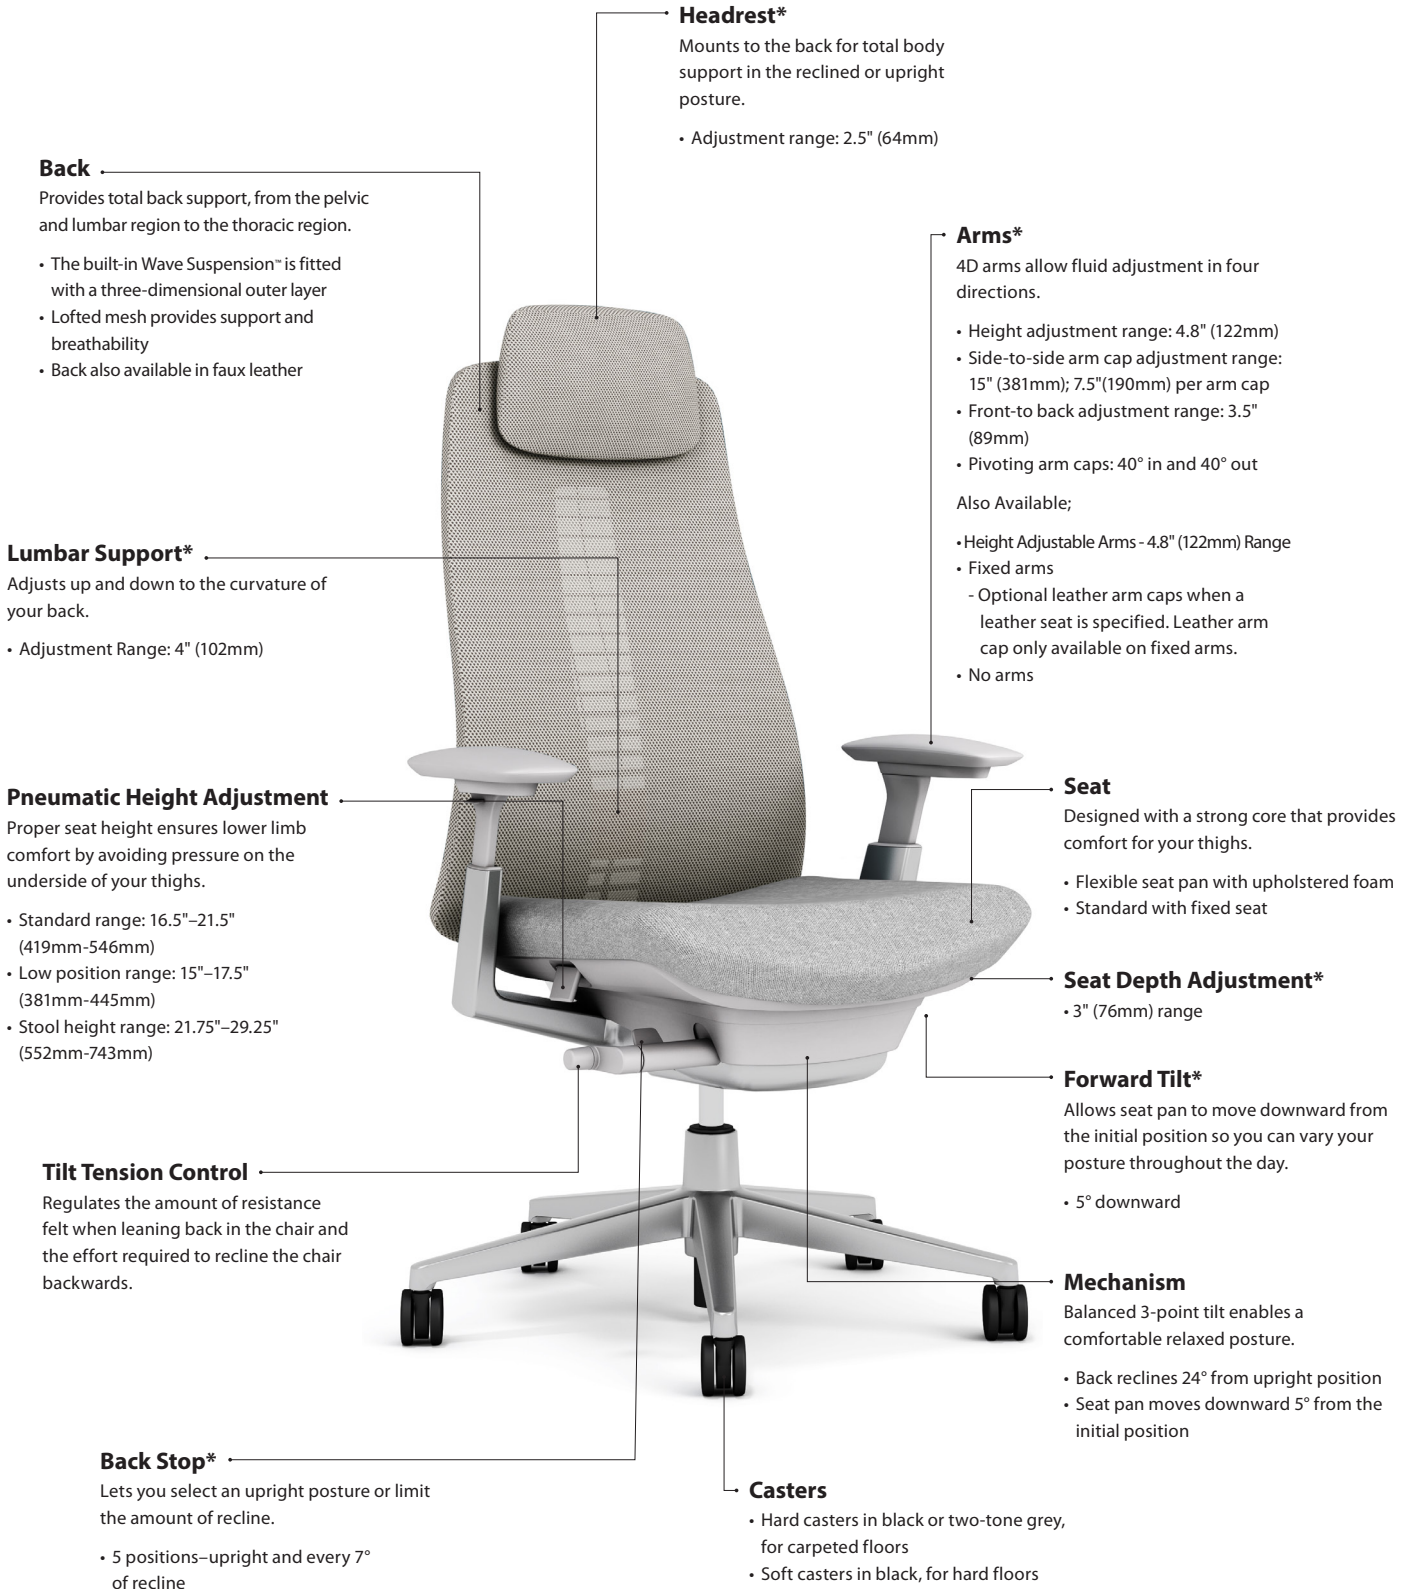 Headrest*
Mounts to the back for total body
support in the reclined or upright
posture.
• Adjustment range: 2.5" (64mm)
Back
Provides total back support, from the pelvic
and lumbar region to the thoracic region.
• The built-in Wave Suspension™ is fitted
with a three-dimensional outer layer
• Lofted mesh provides support and
breathability
• Back also available in faux leather
Arms*
4D arms allow fluid adjustment in four
directions.
• Height adjustment range: 4.8" (122mm)
• Side-to-side arm cap adjustment range:
15" (381mm); 7.5"(190mm) per arm cap
• Front-to back adjustment range: 3.5"
(89mm)
• Pivoting arm caps: 40° in and 40° out
Also Available;
• Height Adjustable Arms - 4.8" (122mm) Range
• Fixed arms
- Optional leather arm caps when a
leather seat is specified. Leather arm
cap only available on fixed arms.
• No arms
Lumbar Support*
Adjusts up and down to the curvature of
your back.
• Adjustment Range: 4" (102mm)
Pneumatic Height Adjustment
Proper seat height ensures lower limb
comfort by avoiding pressure on the
underside of your thighs.
• Standard range: 16.5"–21.5"
(419mm-546mm)
• Low position range: 15"–17.5"
(381mm-445mm)
• Stool height range: 21.75"–29.25"
(552mm-743mm)
Seat
Designed with a strong core that provides
comfort for your thighs.
• Flexible seat pan with upholstered foam
• Standard with fixed seat
Seat Depth Adjustment*
• 3" (76mm) range
Forward Tilt*
Allows seat pan to move downward from
the initial position so you can vary your
posture throughout the day.
• 5° downward
Tilt Tension Control
Regulates the amount of resistance
felt when leaning back in the chair and
the effort required to recline the chair
backwards.
Mechanism
Balanced 3-point tilt enables a
comfortable relaxed posture.
• Back reclines 24° from upright position
• Seat pan moves downward 5° from the
initial position
Back Stop*
Lets you select an upright posture or limit
the amount of recline.
• 5 positions–upright and every 7°
of recline
Casters
• Hard casters in black or two-tone grey,
for carpeted floors
• Soft casters in black, for hard floors